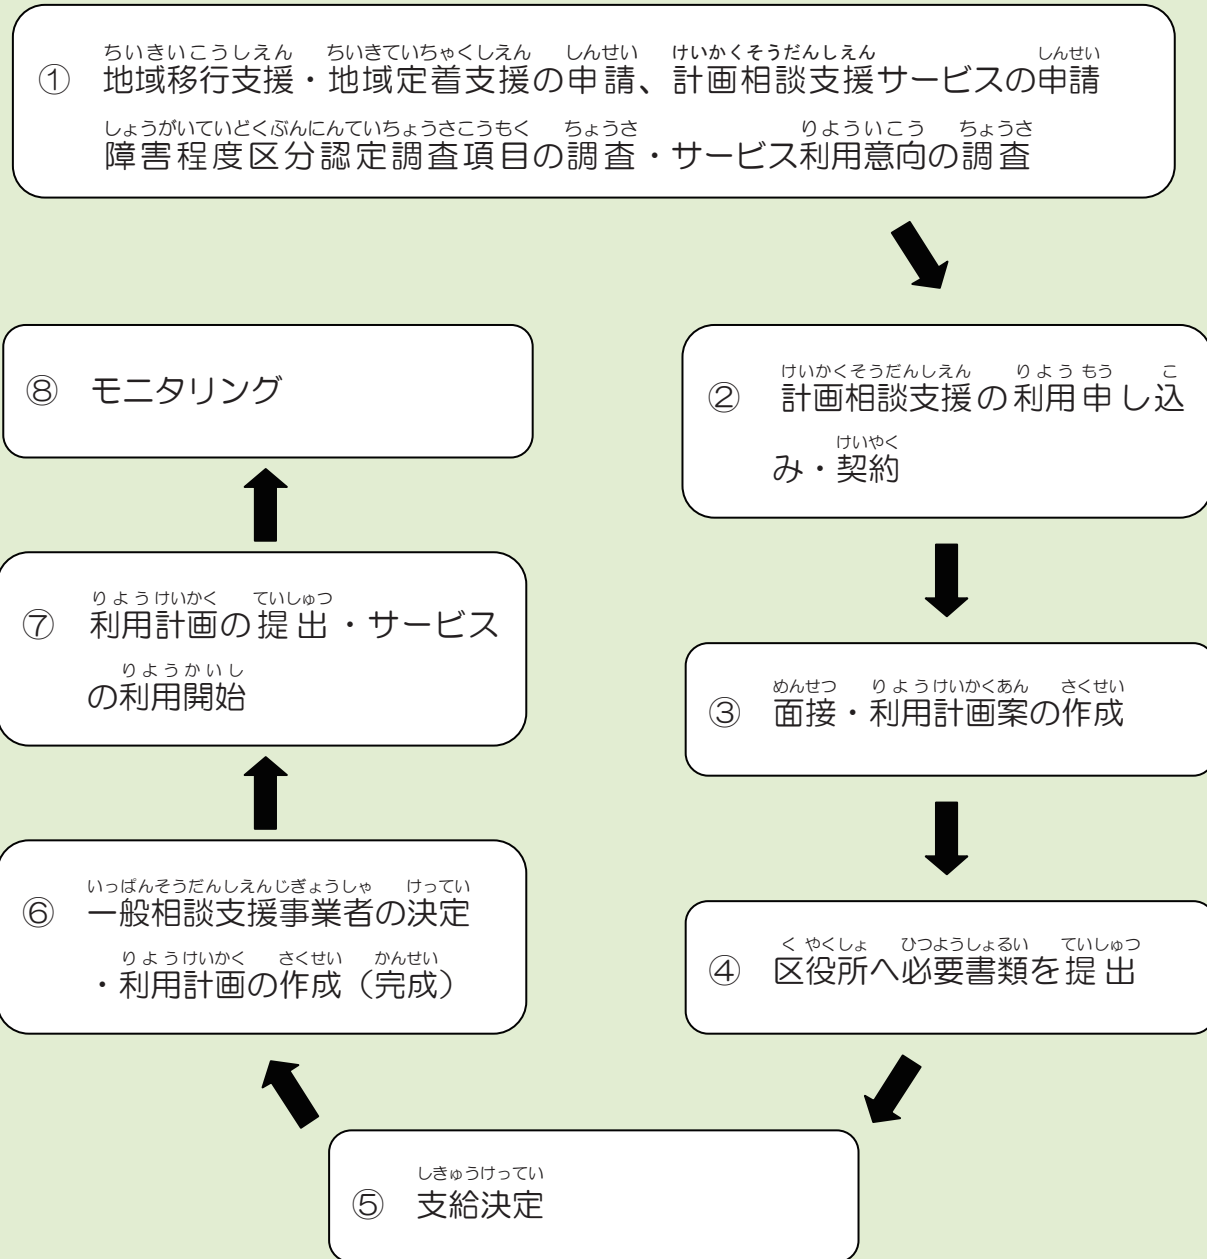 ちいきいこうしえん ちいきていちゃくしえん しんせい けいかくそうだんしえん しんせい
① 地域移行支援・地域定着支援の申請、計画相談支援サービスの申請
しょうがいていどくぶんにんていちょうさこうもく ちょうさ りよういこう ちょうさ
障害程度区分認定調査項目の調査・サービス利用意向の調査
けいかくそうだんしえん りよう もう こ
② 計画相談支援の利用申し込
けいやく
み・契約
めんせつ りようけいかくあん さくせい
③ 面接・利用計画案の作成
くやくしょ ひつようしょるい ていしゅつ
④ 区役所へ必要書類を提出
しきゅうけってい
⑤ 支給決定
いっぱんそうだんしえんじぎょうしゃ けってい
⑥ 一般相談支援事業者の決定
りようけいかく さくせい かんせい
・利用計画の作成（完成）
りようけいかく ていしゅつ
⑦ 利用計画の提出・サービス
りようかいし
の利用開始
⑧ モニタリング